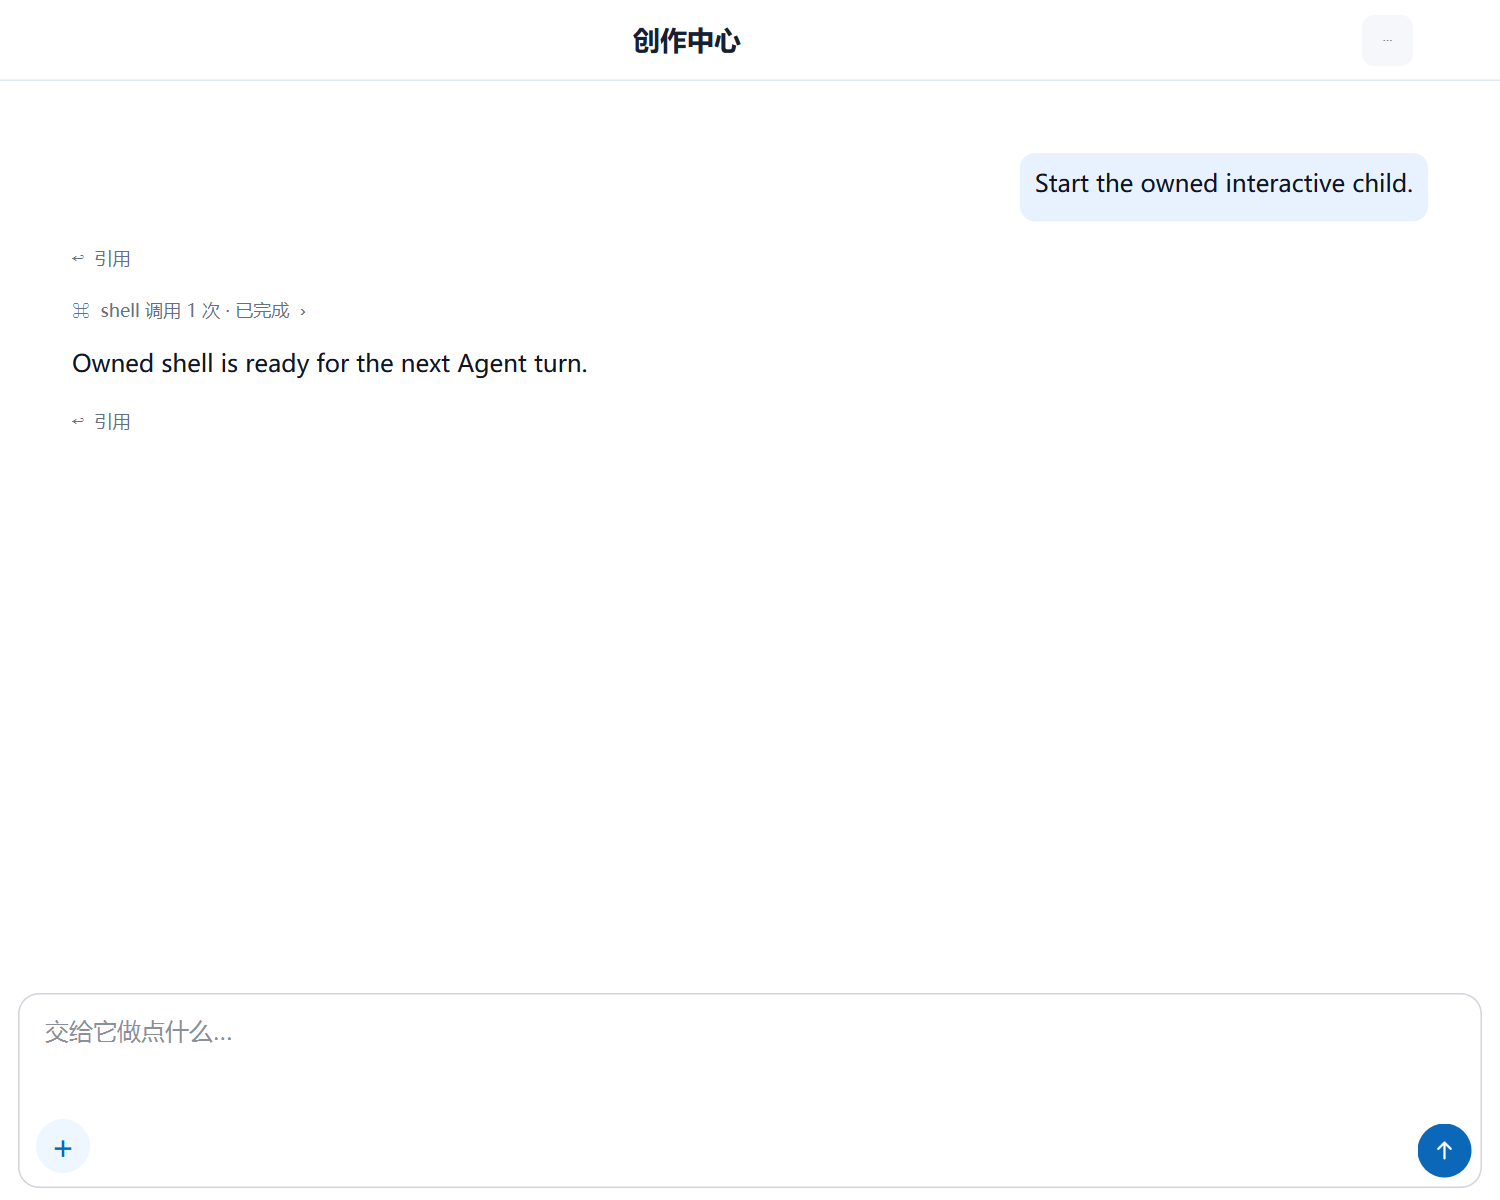 创作中心
...
Start the owned interactive child.
↩ 引用
⌘ shell 调用 1 次 · 已完成 ›
Owned shell is ready for the next Agent turn.
↩ 引用
交给它做点什么...